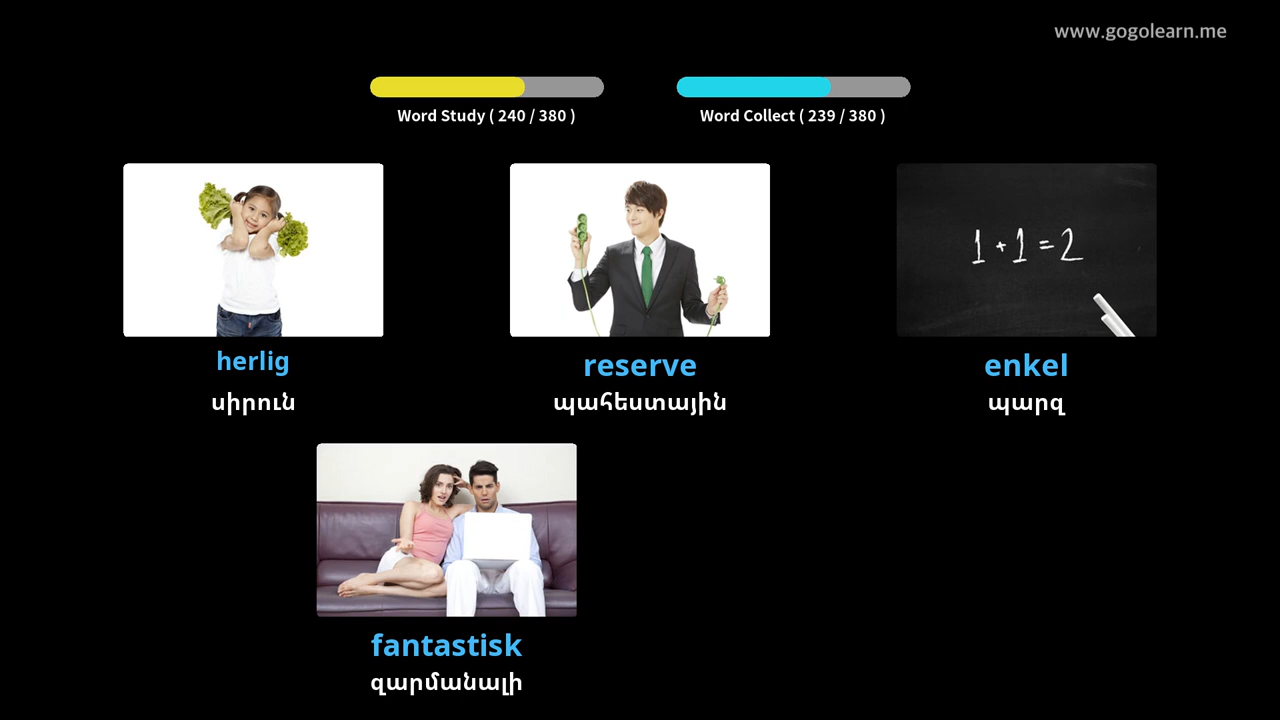 www.gogolearn.me
Word Study ( 240 / 380 )
Word Collect ( 239 / 380 )
1 + 1 = 2
herlig
սիրուն
reserve
պահեստային
enkel
պարզ
fantastisk
զարմանալի